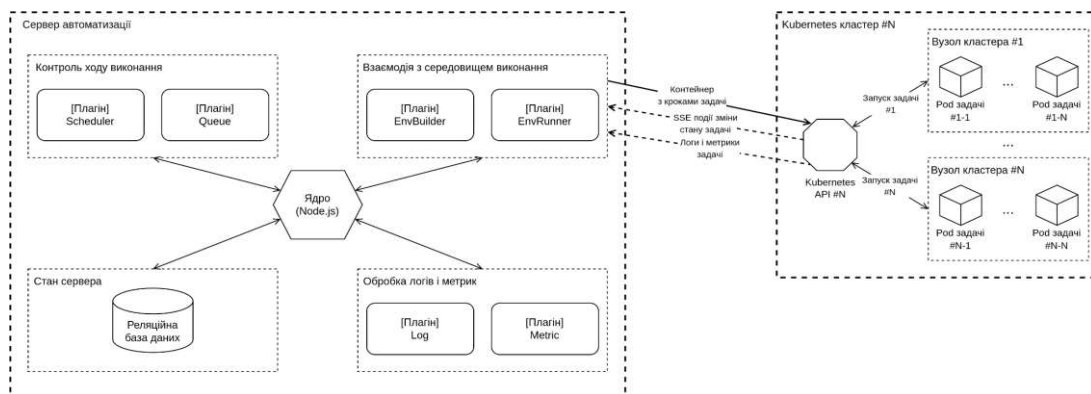 Сервер автоматизації
Контроль ходу виконання
[Плагін]
Scheduler
[Плагін]
Queue
Взаємодія з середовищем виконання
[Плагін]
EnvBuilder
[Плагін]
EnvRunner
Ядро
(Node.js)
Стан сервера
Реляційна
база даних
Обробка логів і метрик
[Плагін]
Log
[Плагін]
Metric
Контейнер
з кроками задачі
SSE події зміни
стану задачі
Логи і метрики
задачі
Kubernetes кластер #N
Kubernetes
API #N
Запуск задачі
#1
Запуск задачі
#N
Вузол кластера #1
...
Pod задачі
#1-1
Pod задачі
#1-N
...
Вузол кластера #N
...
Pod задачі
#N-1
Pod задачі
#N-N